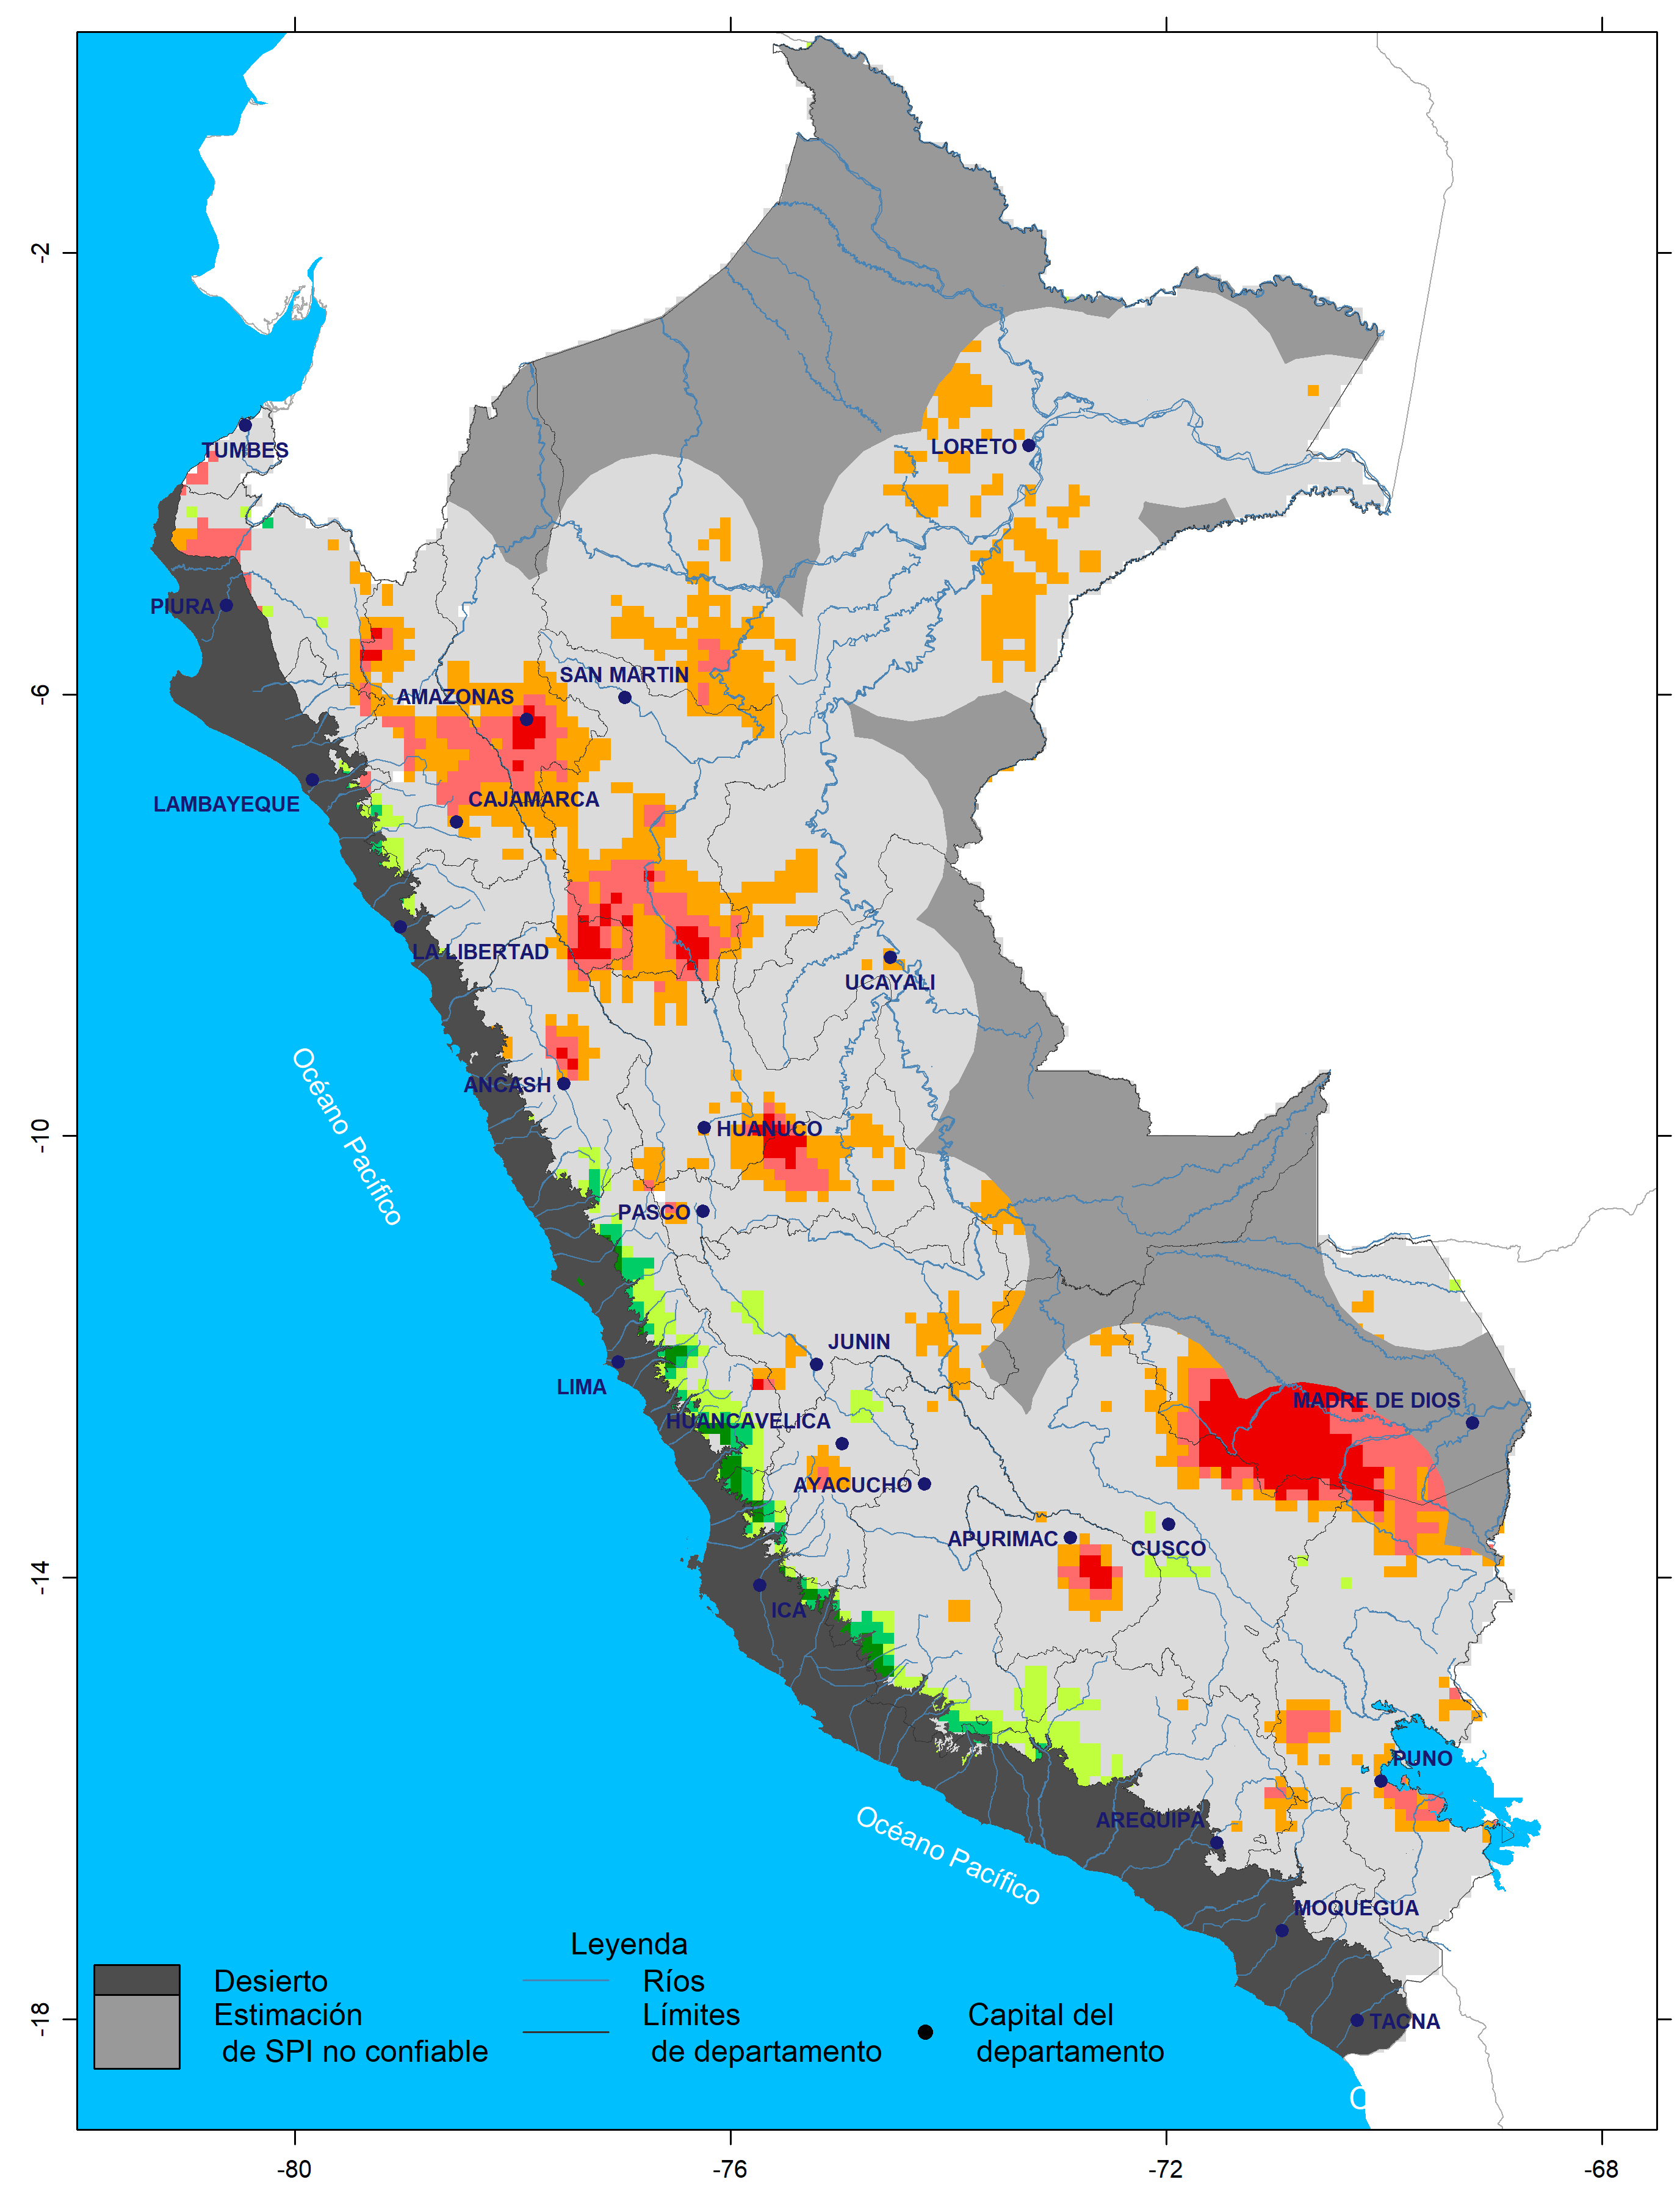 -2
-6
-10
-14
-18
TUMBES
LORETO
PIURA
SAN MARTIN
AMAZONAS
CAJAMARCA
LAMBAYEQUE
LA LIBERTAD
UCAYALI
Océano Pacífico
ANCASH
HUANUCO
PASCO
JUNIN
LIMA
MADRE DE DIOS
HUANCAVELICA
AYACUCHO
APURIMAC
CUSCO
ICA
PUNO
AREQUIPA
Océano Pacífico
MOQUEGUA
TACNA
Leyenda
Desierto
Estimación
de SPI no confiable
Ríos
Límites
de departamento
Capital del
departamento
-80
-76
-72
-68